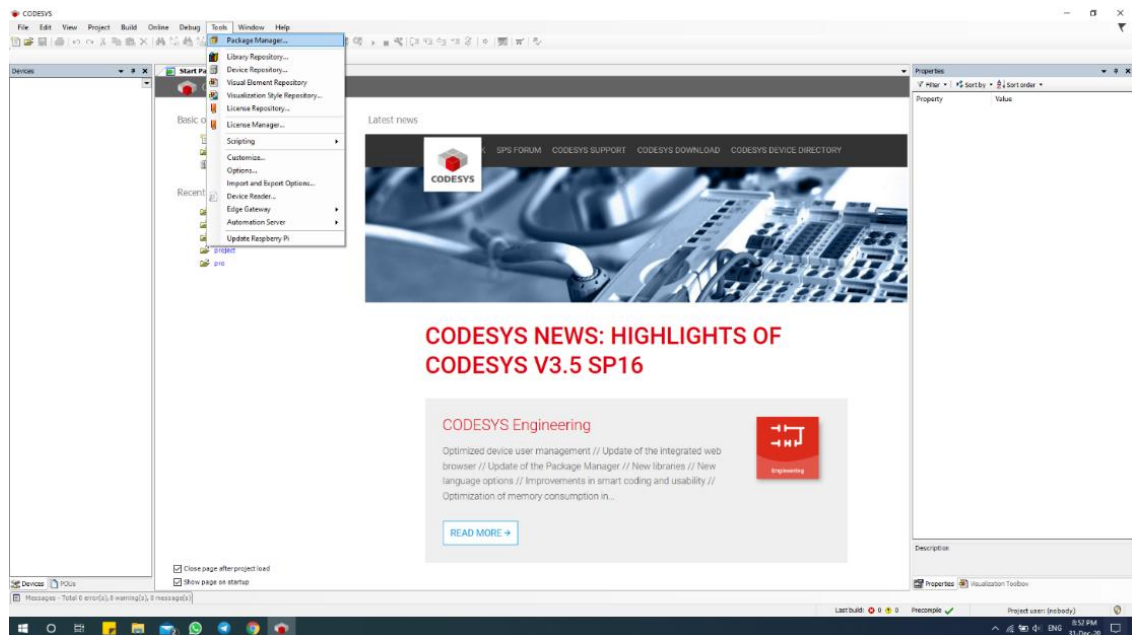 CODESYS
File Edit View Project Build Online Debug Tools Window Help
Package Manager...
Library Repository...
Device Repository...
Visual Element Repository
Visualization Style Repository...
License Repository...
License Manager...
Scripting
Customize...
Options...
Import and Export Options...
Device Reader...
Edge Gateway
Automation Server
Update Raspberry Pi
Devices
Start Pa
Basic o
Recent
project
pro
Latest news
SPS FORUM CODESYS SUPPORT CODESYS DOWNLOAD CODESYS DEVICE DIRECTORY
CODESYS
CODESYS NEWS: HIGHLIGHTS OF
CODESYS V3.5 SP16
CODESYS Engineering
Optimized device user management // Update of the integrated web
browser // Update of the Package Manager // New libraries // New
language options // Improvements in smart coding and usability //
Optimization of memory consumption in...
Engineering
READ MORE
Close page after project load
Show page on startup
Properties
Filter Sort by Sort order
Property Value
Description
Devices POUs
Properties Visualization Toolbox
Messages - Total 0 error(s), 0 warning(s), 0 message(s)
Last build: 0 0 Precompile Project user: (nobody)
ENG 8:52 PM
31-Dec-20